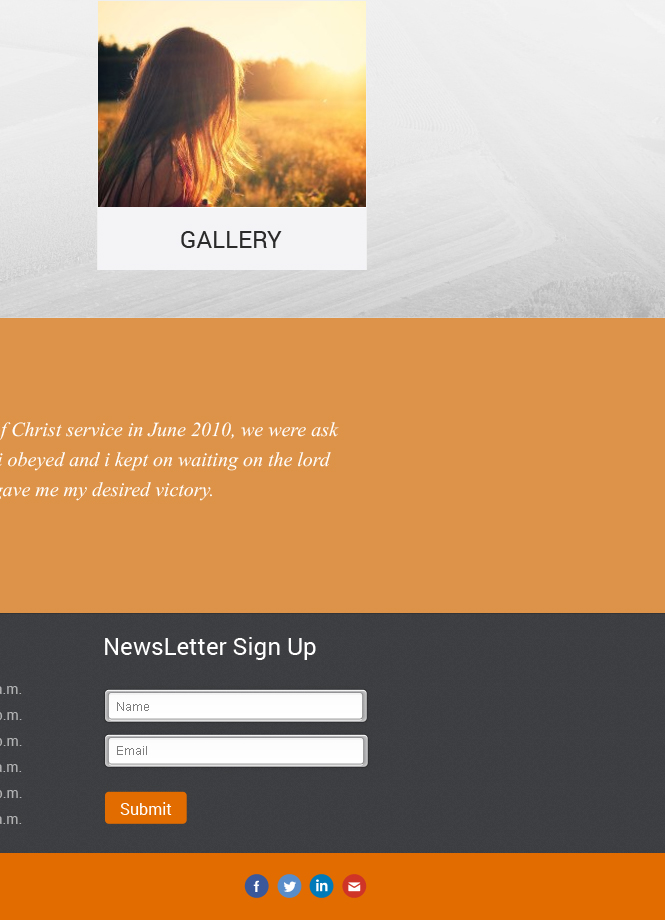 GALLERY
f Christ service in June 2010, we were ask
i obeyed and i kept on waiting on the lord
gave me my desired victory.
NewsLetter Sign Up
a.m.
p.m.
p.m.
a.m.
p.m.
a.m.
Name
Email
Submit